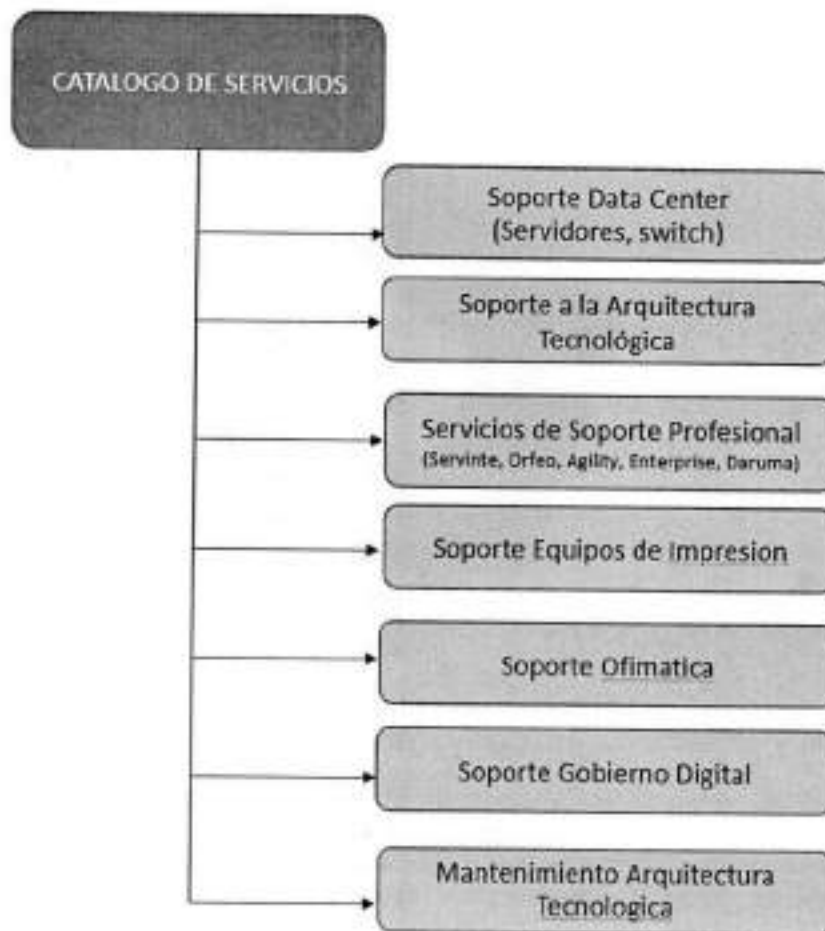 CATALOGO DE SERVICIOS
Soporte Data Center
(Servidores, switch)
Soporte a la Arquitectura
Tecnológica
Servicios de Soporte Profesional
(Servinte, Orfeo, Agility, Enterprise, Daruma)
Soporte Equipos de Impresion
Soporte Ofimatica
Soporte Gobierno Digital
Mantenimiento Arquitectura
Tecnologica